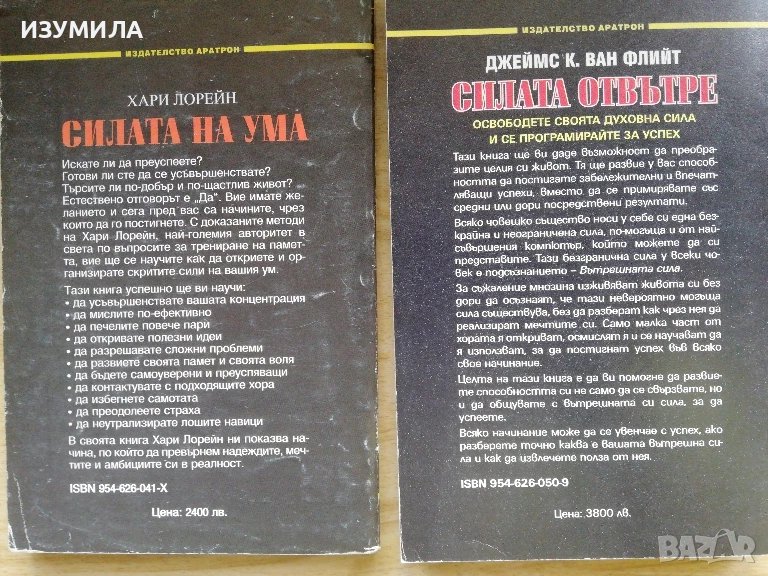 ИЗУМИЛА
ИЗДАТЕЛСТВО АРАТРОН
ХАРИ ЛОРЕЙН
СИЛАТА НА УМА
Искате ли да преуспеете?
Готови ли сте да се усъвършенствате?
Търсите ли по-добър и по-щастлив живот?
Естествено отговорът е „Да“. Вие имате же-
ланието и сега пред вас са начините, чрез
които да го постигнете. С доказаните методи
на Хари Лорейн, най-големия авторитет в
света по въпросите за трениране на памет-
та, вие ще се научите как да откриете и ор-
ганизирате скритите сили на вашия ум.
Тази книга успешно ще ви научи:
• да усъвършенствате вашата концентрация
• да мислите по-ефективно
• да печелите повече пари
• да откривате полезни идеи
• да разрешавате сложни проблеми
• да развиете своята памет и своята воля
• да бъдете самоуверени и преуспяващи
• да контактувате с подходящите хора
• да избегнете самотата
• да преодолеете страха
• да неутрализирате лошите навици
В своята книга Хари Лорейн ни показва на-
чина, по който да превърнем надеждите, меч-
тите и амбициите си в реалност.
ISBN 954-626-041-X
Цена: 2400 лв.
ИЗДАТЕЛСТВО АРАТРОН
ДЖЕЙМС К. ВАН ФЛИЙТ
СИЛАТА ОТВЪТРЕ
ОСВОБОДЕТЕ СВОЯТА ДУХОВНА СИЛА
И СЕ ПРОГРАМИРАЙТЕ ЗА УСПЕХ
Тази книга ще ви даде възможност да преобра-
зите целия си живот. Тя ще развие у вас способ-
ността да постигате забележителни и впечат-
ляващи успехи, вместо да се примирявате със
средни или дори посредствени резултати.
Всяко човешко същество носи у себе си една без-
крайна и неограничена сила, по-могъща и от най-
съвършения компютър, който можете да си
представите. Тази безгранична сила у всеки чо-
век е подсъзнанието – Вътрешната сила.
За съжаление мнозина изживяват живота си без
дори да осъзнаят, че тази невероятно могъща
сила съществува, без да разберат как чрез нея да
реализират мечтите си. Само малка част от
хората я откриват, осмислят я и се научават да
я използват, за да постигнат успех във всяко
свое начинание.
Целта на тази книга е да ви помогне да развие-
те способността си не само да се свързвате, но
и да общувате с вътрешната си сила, за да
успеете.
Всяко начинание може да се увенчае с успех, ако
разберете точно каква е вашата вътрешна си-
ла и как да извлечете полза от нея.
ISBN 954-626-050-9
Цена: 3800 лв.
BAZAR